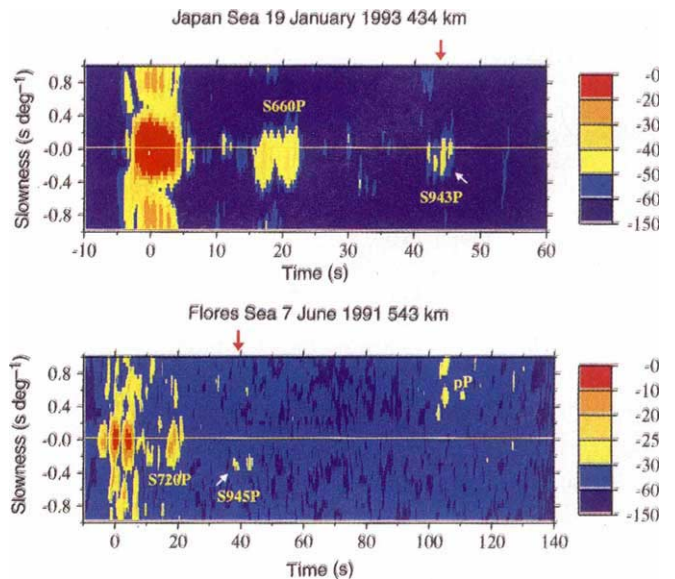 Japan Sea 19 January 1993 434 km
Slowness (s deg⁻¹)
0.8
0.4
-0.0
-0.4
-0.8
S660P
S943P
-10 0 10 20 30 40 50 60
Time (s)
-0
-20
-30
-40
-50
-60
-150
Flores Sea 7 June 1991 543 km
Slowness (s deg⁻¹)
0.8
0.4
-0.0
-0.4
-0.8
pP
S720P
S945P
0 20 40 60 80 100 120 140
Time (s)
-0
-10
-20
-25
-30
-60
-150